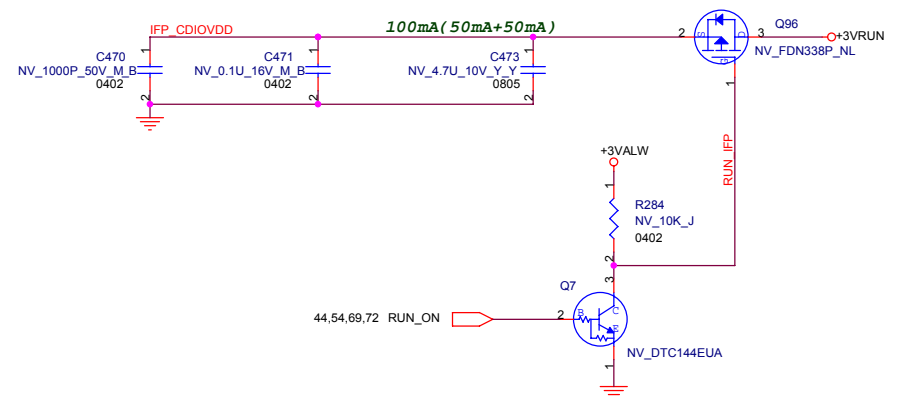 IFP_CDIOVDD
100mA(50mA+50mA)
2
S
D
3
Q96
+3VRUN
NV_FDN338P_NL
G
1
1
C470
NV_1000P_50V_M_B
0402
2
1
C471
NV_0.1U_16V_M_B
0402
2
1
C473
NV_4.7U_10V_Y_Y
0805
2
RUN_IFP
+3VALW
1
R284
NV_10K_J
0402
2
3
Q7
44,54,69,72 RUN_ON
2
B
C
E
NV_DTC144EUA
1